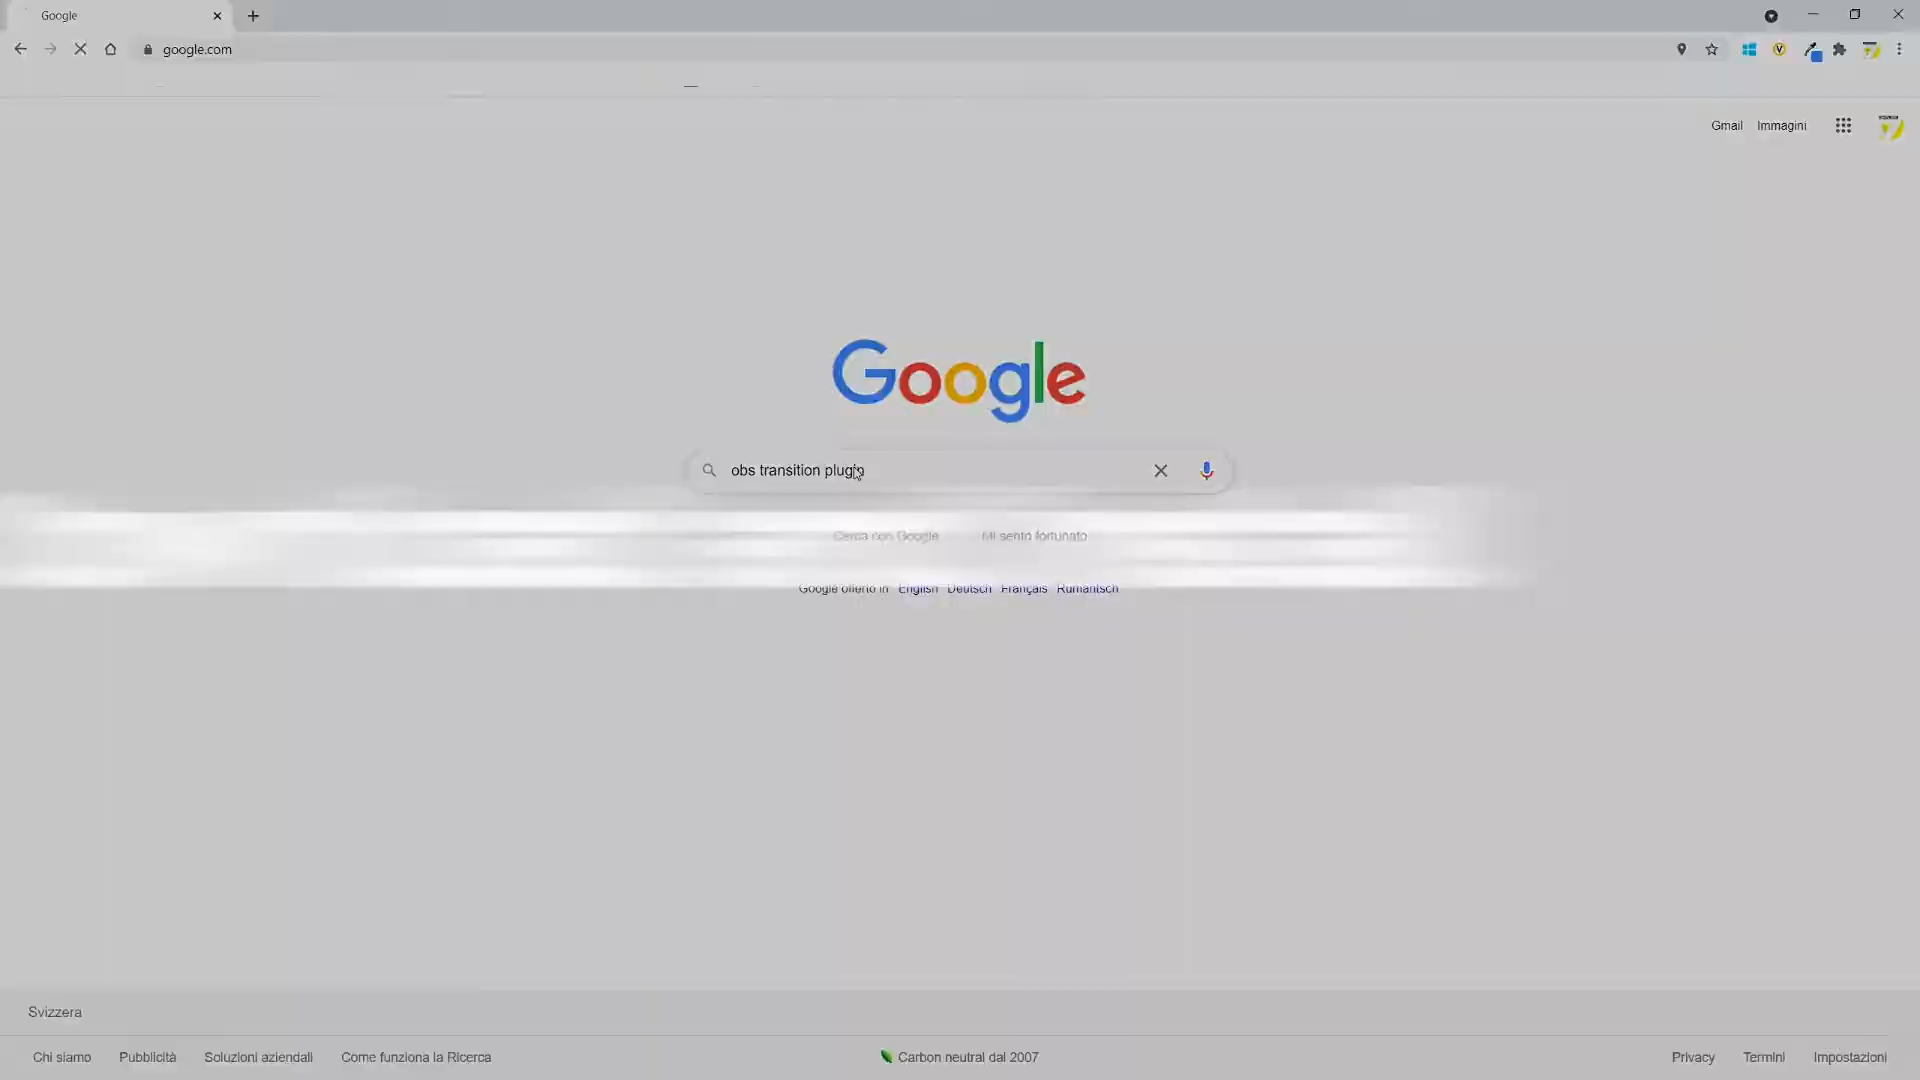 Google
google.com
Gmail Immagini
Google
obs transition plugin
Cerca con Google Mi sento fortunato
Google offerto in English Deutsch Français Rumantsch
Svizzera
Chi siamo Pubblicità Soluzioni aziendali Come funziona la Ricerca Carbon neutral dal 2007 Privacy Termini Impostazioni